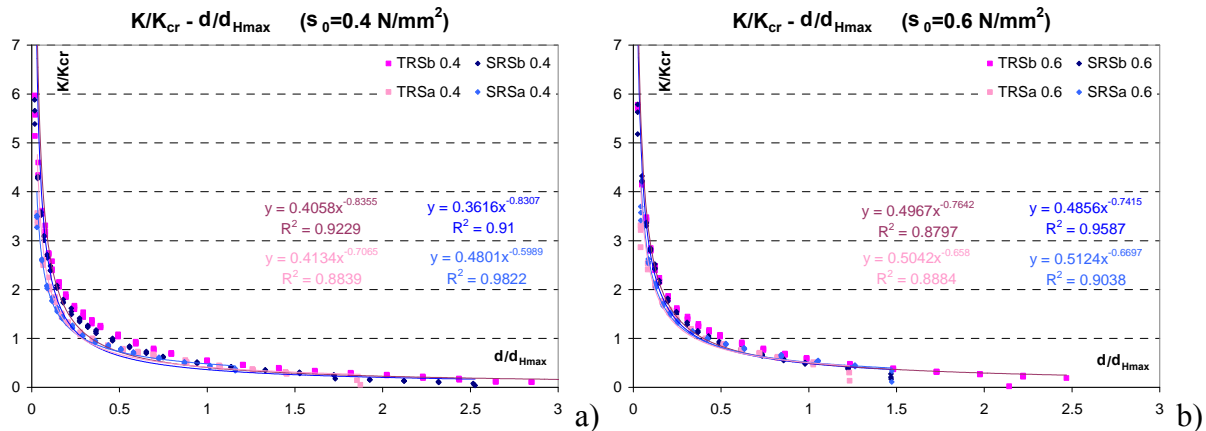 K/Kcr - d/dHmax (s0=0.4 N/mm²)
K/Kcr
TRSb 0.4 SRSb 0.4
TRSa 0.4 SRSa 0.4
7
6
5
4
3
2
1
0
y = 0.4058x^-0.8355 y = 0.3616x^-0.8307
R² = 0.9229 R² = 0.91
y = 0.4134x^-0.7065 y = 0.4801x^-0.5989
R² = 0.8839 R² = 0.9822
d/dHmax
0 0.5 1 1.5 2 2.5 3
a)
K/Kcr - d/dHmax (s0=0.6 N/mm²)
K/Kcr
TRSb 0.6 SRSb 0.6
TRSa 0.6 SRSa 0.6
7
6
5
4
3
2
1
0
y = 0.4967x^-0.7642 y = 0.4856x^-0.7415
R² = 0.8797 R² = 0.9587
y = 0.5042x^-0.658 y = 0.5124x^-0.6697
R² = 0.8884 R² = 0.9038
d/dHmax
0 0.5 1 1.5 2 2.5 3
b)